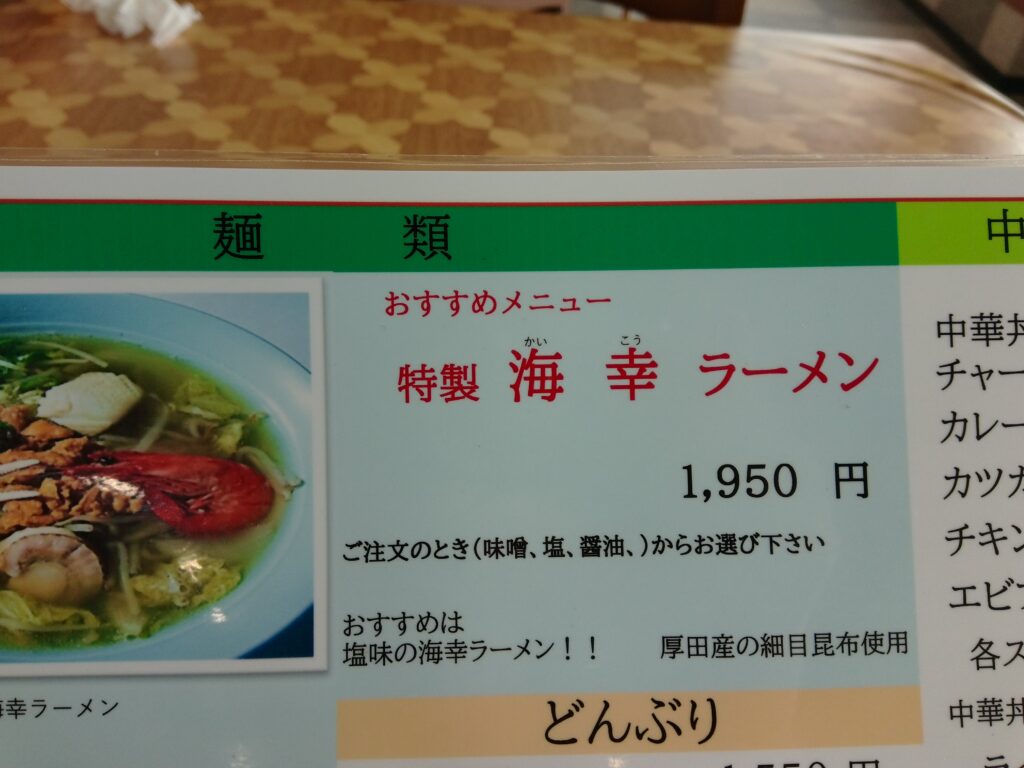 麺 類
おすすめメニュー
かい こう
特製 海 幸 ラーメン
1,950 円
ご注文のとき（味噌、塩、醤油、）からお選び下さい
おすすめは
塩味の海幸ラーメン！！ 厚田産の細目昆布使用
幸ラーメン
どんぶり
中
中華丼
チャー
カレー
カツカ
チキン
エビフ
各ス
中華丼